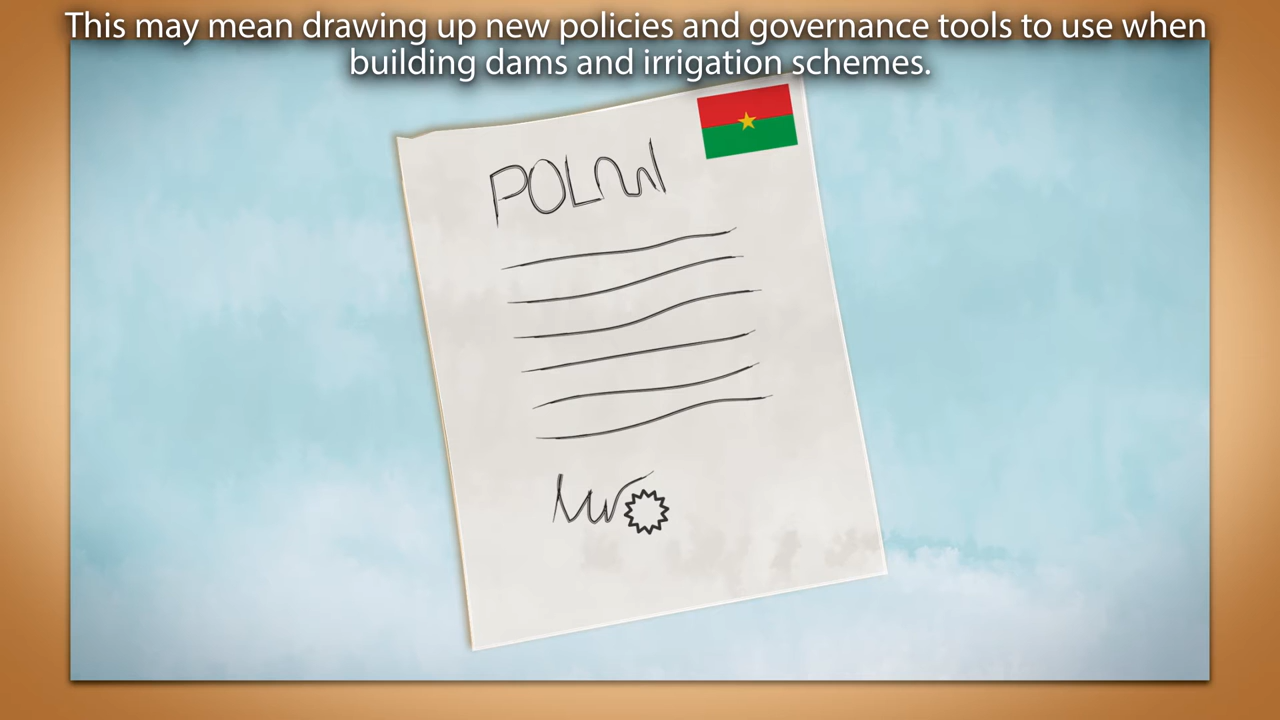 This may mean drawing up new policies and governance tools to use when
building dams and irrigation schemes.